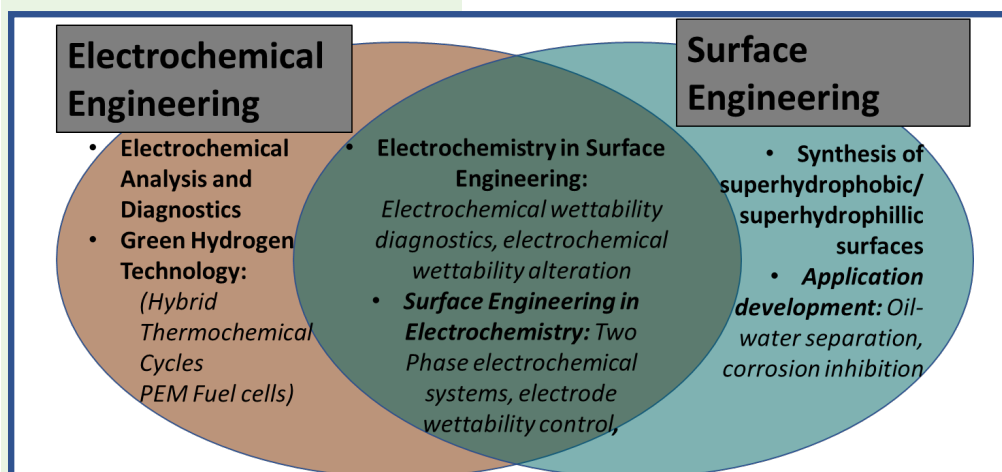 Electrochemical
Engineering
• Electrochemical
Analysis and
Diagnostics
• Green Hydrogen
Technology:
(Hybrid
Thermochemical
Cycles
PEM Fuel cells)
• Electrochemistry in Surface
Engineering:
Electrochemical wettability
diagnostics, electrochemical
wettability alteration
• Surface Engineering in
Electrochemistry: Two
Phase electrochemical
systems, electrode
wettability control,
Surface
Engineering
• Synthesis of
superhydrophobic/
superhydrophillic
surfaces
• Application
development: Oil-
water separation,
corrosion inhibition